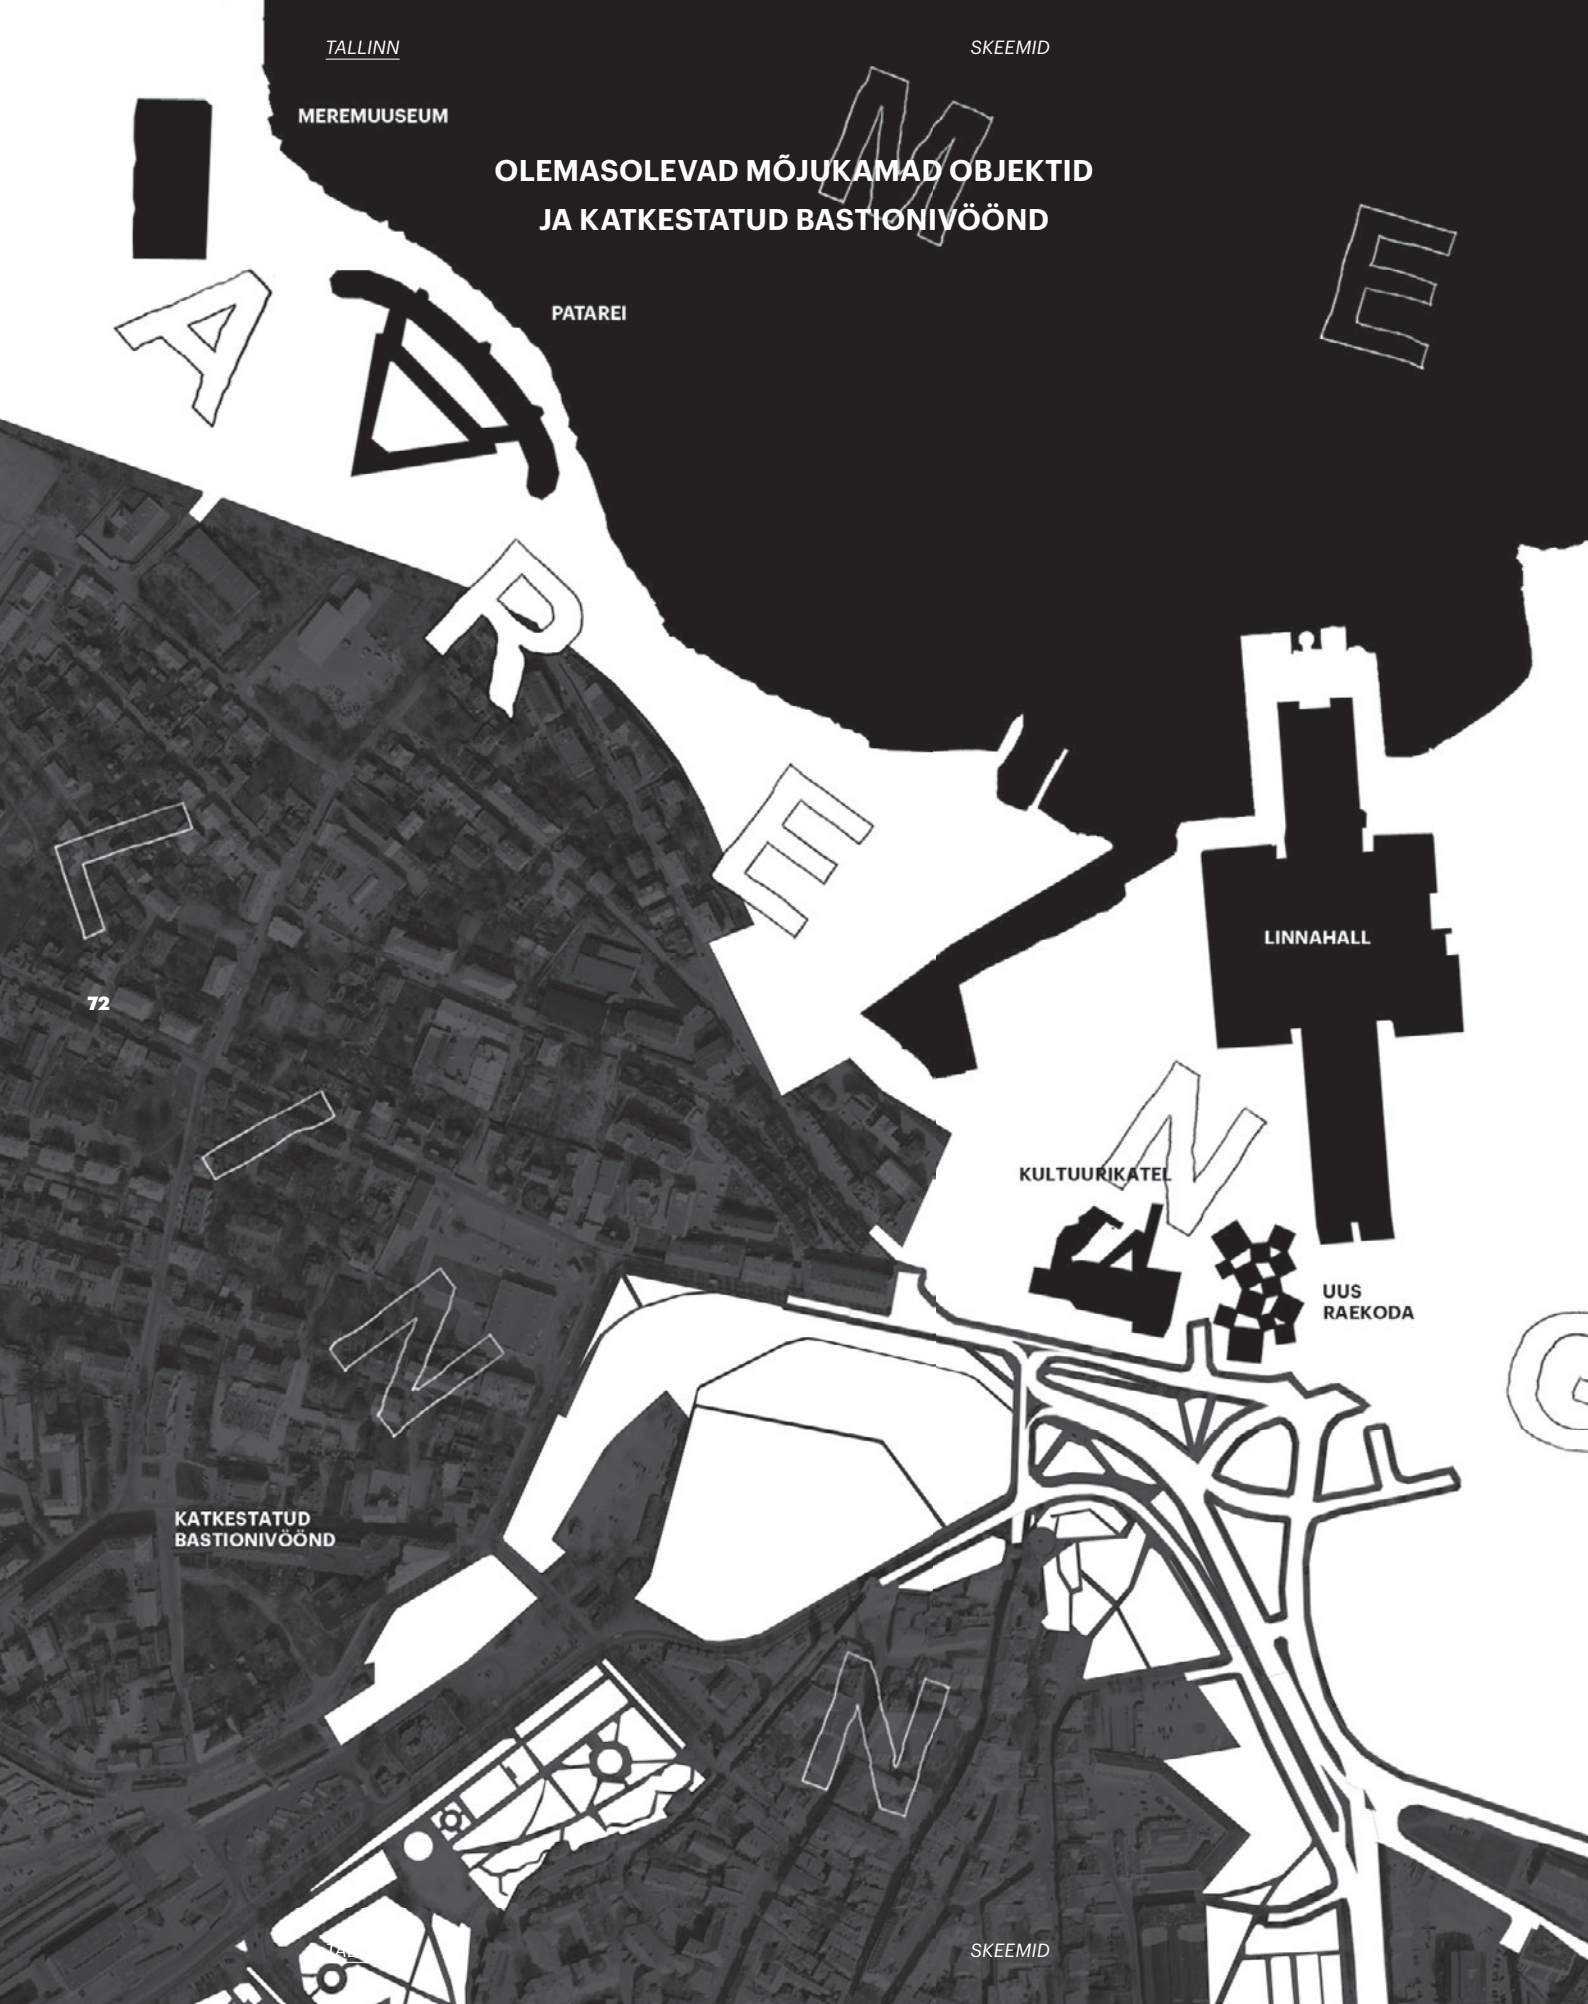 TALLINN
SKEEMID
MEREMUUSEUM
OLEMASOLEVAD MÕJUKAMAD OBJEKTID
JA KATKESTATUD BASTIONIVÖÖND
PATAREI
M E
A R E N G
L I N N
LINNAHALL
72
KULTUURIKATEL
UUS
RAEKODA
KATKESTATUD
BASTIONIVÖÖND
SKEEMID